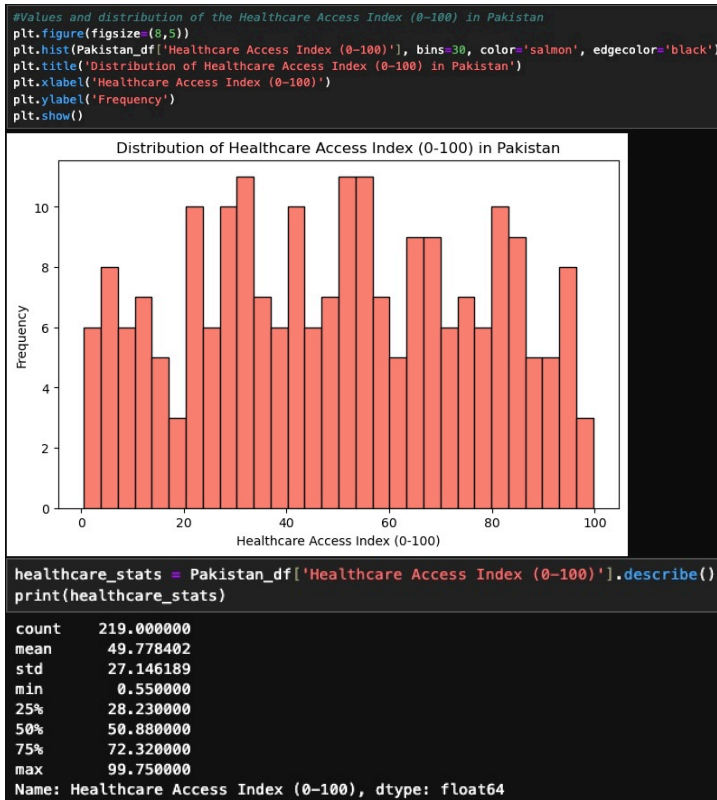 #Values and distribution of the Healthcare Access Index (0–100) in Pakistan
plt.figure(figsize=(8,5))
plt.hist(Pakistan_df['Healthcare Access Index (0–100)'], bins=30, color='salmon', edgecolor='black')
plt.title('Distribution of Healthcare Access Index (0–100) in Pakistan')
plt.xlabel('Healthcare Access Index (0–100)')
plt.ylabel('Frequency')
plt.show()
Distribution of Healthcare Access Index (0-100) in Pakistan
10
8
6
4
2
0
Frequency
0 20 40 60 80 100
Healthcare Access Index (0-100)
healthcare_stats = Pakistan_df['Healthcare Access Index (0–100)'].describe()
print(healthcare_stats)
count 219.000000
mean 49.778402
std 27.146189
min 0.550000
25% 28.230000
50% 50.880000
75% 72.320000
max 99.750000
Name: Healthcare Access Index (0–100), dtype: float64